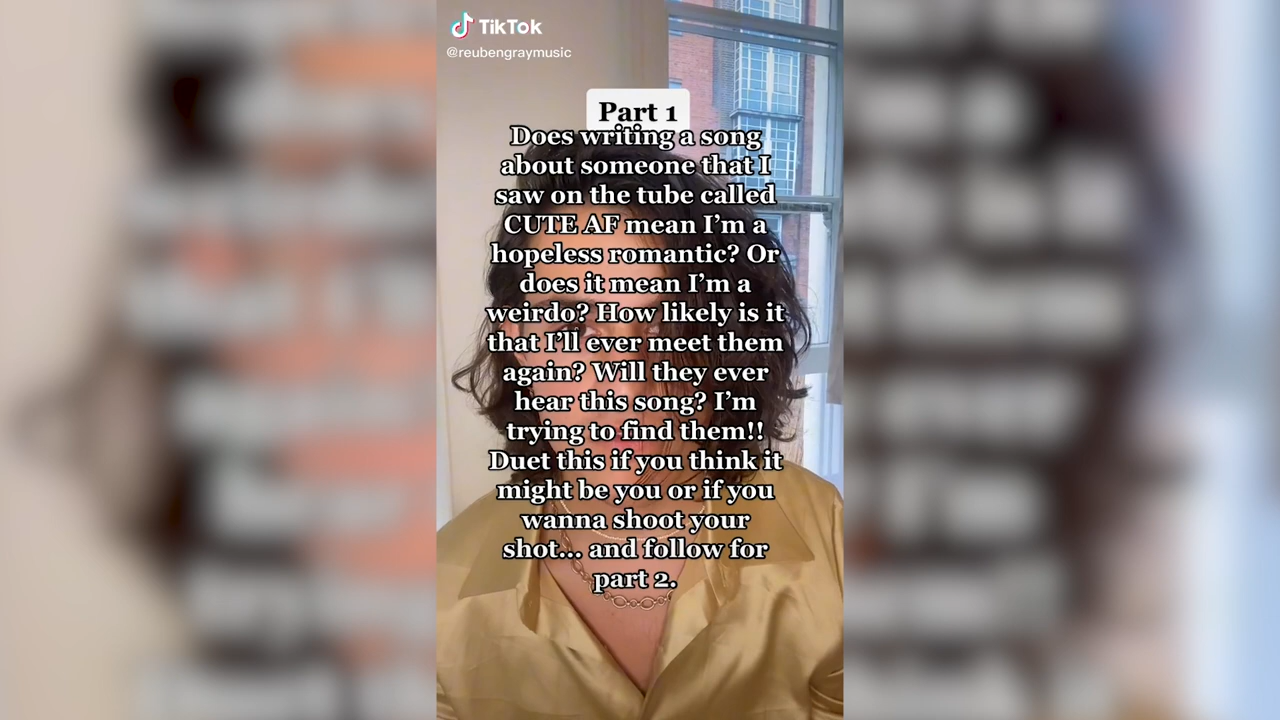 TikTok
@reubengraymusic
Part 1
Does writing a song
about someone that I
saw on the tube called
CUTE AF mean I’m a
hopeless romantic? Or
does it mean I’m a
weirdo? How likely is it
that I’ll ever meet them
again? Will they ever
hear this song? I’m
trying to find them!!
Duet this if you think it
might be you or if you
wanna shoot your
shot... and follow for
part 2.